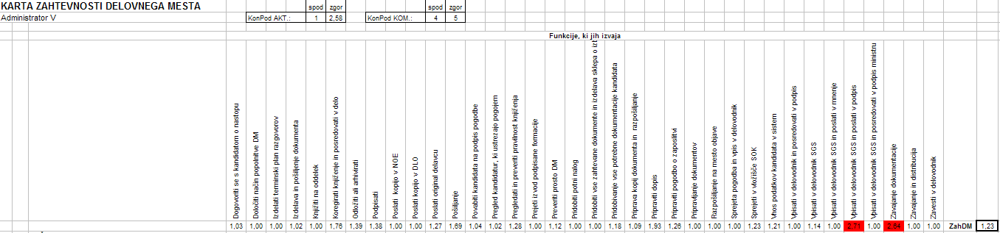 KARTA ZAHTEVNOSTI DELOVNEGA MESTA
spod zgor spod zgor
Administrator V KonPod AKT.: 1 2,58 KonPod KOM.: 4 5
Funkcije, ki jih izvaja
Dogovoriti se s kandidatom o nastopu
Določiti način popolnitve DM
Izdelati terminski plan razgovorov
Izdelava in pošiljenje dokumenta
Knjižiti na oddelek
Koregirati knjiženje in posredovati v delo
Odložiti ali arhivirati
Podpisati
Poslati kopijo v NOE
Poslati kopijo v DLO
Poslati original delavcu
Pošiljanje
Povabiti kandidata na podpis pogodbe
Pregled kandidatur, ki ustrezajo pogojem
Pregledati in preveriti pravilnost knjiženja
Prejeti izvod podpisane formacije
Preveriti prosto DM
Pridobiti potni nalog
Pridobiti vse zahtevane dokumente in izdelava sklepa o izb
Pridobivanje vse potrebne dokumentacije kandidata
Priprava kopij dokumenta in razpošiljanje
Pripraviti dopis
Pripraviti pogodbo o zaposlitvi
Pripravljanje dokumentov
Razpošiljanje na mesto objave
Sprejeta pogodba in vpis v delovodnik
Sprejeti v vložišče SOK
Vnos podatkov kandidata v sistem
Vpisati v delovodnik in posredovati v podpis
Vpisati v delovodnik SGS
Vpisati v delovodnik SGS in poslati v mnenje
Vpisati v delovodnik SGS in poslati v podpis
Vpisati v delovodnik SGS in posredovati v podpis ministru
Zavajanje dokumentacije
Zavajanje in distribucija
Zavesti v delovodnik
1,03 1,00 1,00 1,02 1,00 1,76 1,39 1,38 1,00 1,00 1,27 1,69 1,04 1,02 1,28 1,00 1,12 1,00 1,00 1,18 1,09 1,93 1,26 1,00 1,00 1,00 1,23 1,21 1,00 1,14 1,00 2,71 1,00 2,64 1,00 1,00 ZahDM 1,23